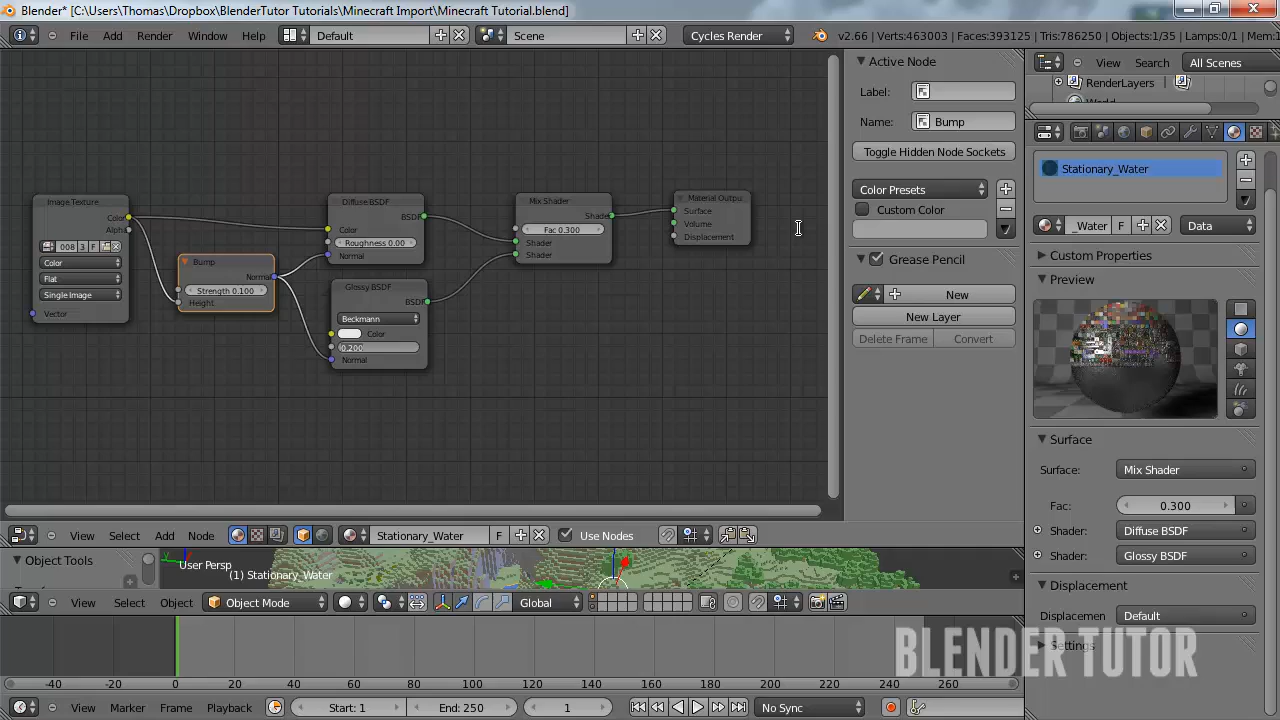 Blender* [C:\Users\Thomas\Dropbox\BlenderTutor Tutorials\Minecraft Import\Minecraft Tutorial.blend]
File Add Render Window Help Default Scene Cycles Render v2.66 | Verts:463003 | Faces:393125 | Tris:786250 | Objects:1/35 | Lamps:0/1 | Mem:1
View Search All Scenes
RenderLayers
World
Active Node
Label:
Name: Bump
Toggle Hidden Node Sockets
Color Presets
Custom Color
Grease Pencil
New
New Layer
Delete Frame Convert
Image Texture
Color
Alpha
008 3 F
Color
Flat
Single Image
Vector
Bump
Normal
Strength 0.100
Height
Diffuse BSDF
BSDF
Color
Roughness 0.00
Normal
Glossy BSDF
BSDF
Beckmann
Color
0.200
Normal
Mix Shader
Shader
Fac 0.300
Shader
Shader
Material Outpu
Surface
Volume
Displacement
Stationary_Water
_Water F Data
Custom Properties
Preview
Surface
Surface: Mix Shader
Fac: 0.300
Shader: Diffuse BSDF
Shader: Glossy BSDF
Displacement
Displacemen Default
Settings
View Select Add Node Stationary_Water F Use Nodes
Object Tools
User Persp
(1) Stationary_Water
View Select Object Object Mode Global
-40 -20 0 20 40 60 80 100 120 140 160 180 200 220 240 260
View Marker Frame Playback Start: 1 End: 250 1 No Sync
BLENDER TUTOR